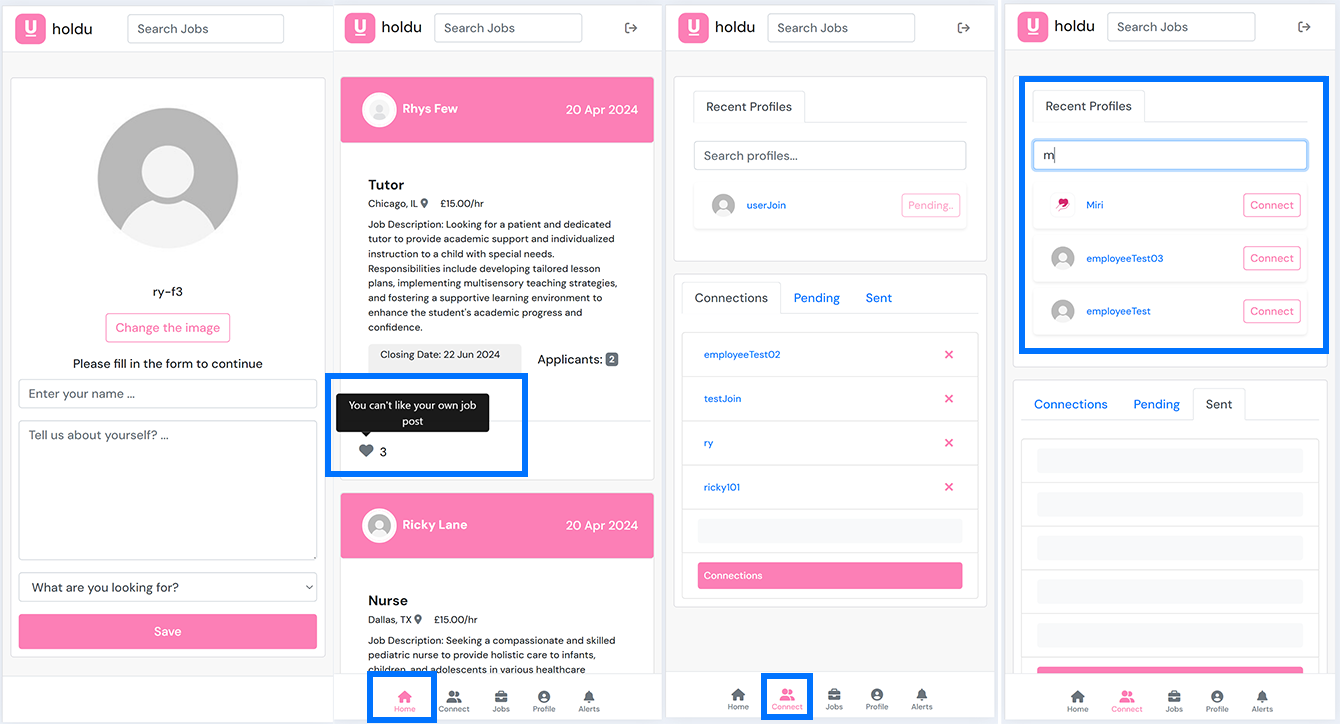 holdu
Search Jobs
ry-f3
Change the image
Please fill in the form to continue
Enter your name ...
Tell us about yourself? ...
What are you looking for?
Save
holdu
Search Jobs
Rhys Few
20 Apr 2024
Tutor
Chicago, IL
£15.00/hr
Job Description: Looking for a patient and dedicated
tutor to provide academic support and individualized
instruction to a child with special needs.
Responsibilities include developing tailored lesson
plans, implementing multisensory teaching strategies,
and fostering a supportive learning environment to
enhance the student's academic progress and
confidence.
Closing Date: 22 Jun 2024
Applicants: 2
You can't like your own job
post
3
Ricky Lane
20 Apr 2024
Nurse
Dallas, TX
£15.00/hr
Job Description: Seeking a compassionate and skilled
pediatric nurse to provide holistic care to infants,
children, and adolescents in various healthcare
Home
Connect
Jobs
Profile
Alerts
holdu
Search Jobs
Recent Profiles
Search profiles...
userJoin
Pending..
Connections
Pending
Sent
employeeTest02
testJoin
ry
ricky101
Connections
Home
Connect
Jobs
Profile
Alerts
holdu
Search Jobs
Recent Profiles
m
Miri
Connect
employeeTest03
Connect
employeeTest
Connect
Connections
Pending
Sent
Home
Connect
Jobs
Profile
Alerts